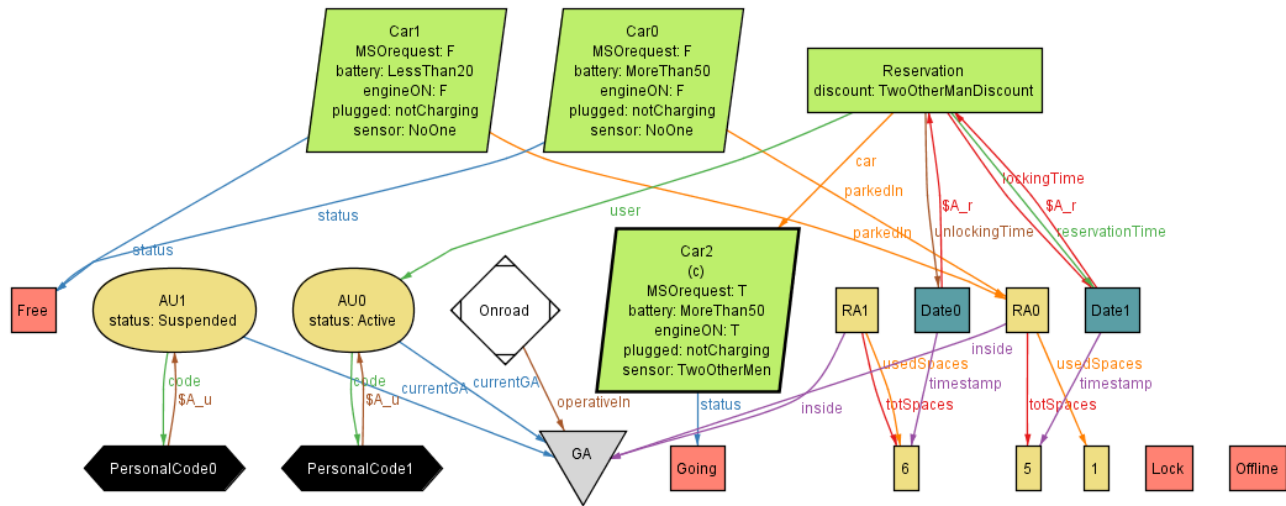 Car1
MSOrequest: F
battery: LessThan20
engineON: F
plugged: notCharging
sensor: NoOne
Car0
MSOrequest: F
battery: MoreThan50
engineON: F
plugged: notCharging
sensor: NoOne
Reservation
discount: TwoOtherManDiscount
car
parkedIn
lockingTime
$A_r
$A_r
status
user
parkedIn
unlockingTime
reservationTime
status
Free
AU1
status: Suspended
AU0
status: Active
Onroad
Car2
(c)
MSOrequest: T
battery: MoreThan50
engineON: T
plugged: notCharging
sensor: TwoOtherMen
RA1
Date0
RA0
Date1
inside
usedSpaces
usedSpaces
code
$A_u
currentGA
code
$A_u
currentGA
operativeIn
status
inside
timestamp
totSpaces
totSpaces
timestamp
PersonalCode0
PersonalCode1
GA
Going
6
5
1
Lock
Offline